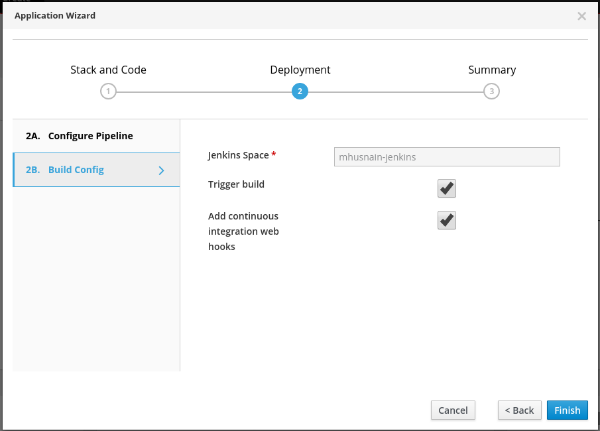 Application Wizard
Stack and Code
Deployment
Summary
1
2
3
2A. Configure Pipeline
2B. Build Config
Jenkins Space *
mhusnain-jenkins
Trigger build
Add continuous
integration web
hooks
Cancel
< Back
Finish